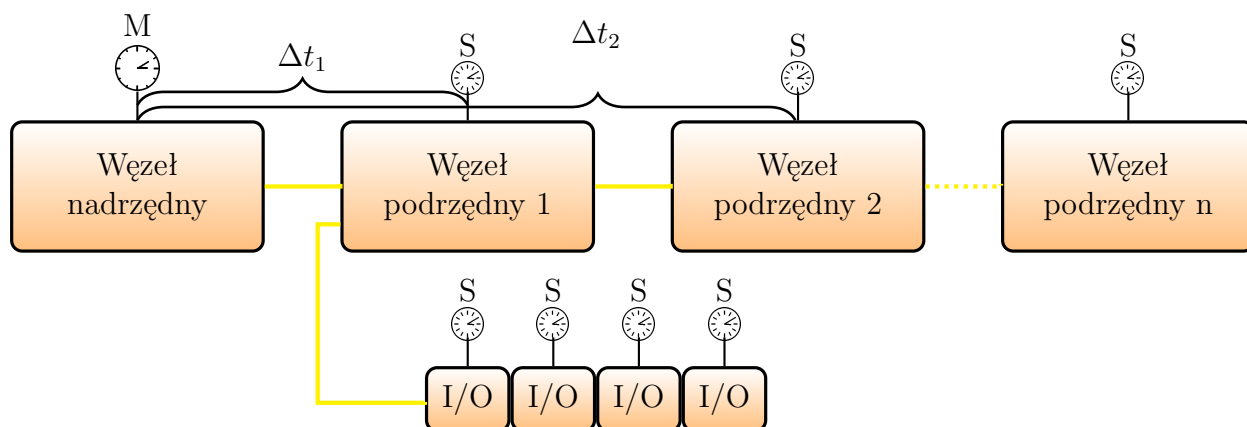 M
Δt₁
S
Δt₂
S
S
Węzeł
nadrzędny
Węzeł
podrzędny 1
Węzeł
podrzędny 2
Węzeł
podrzędny n
S S S S
I/O I/O I/O I/O